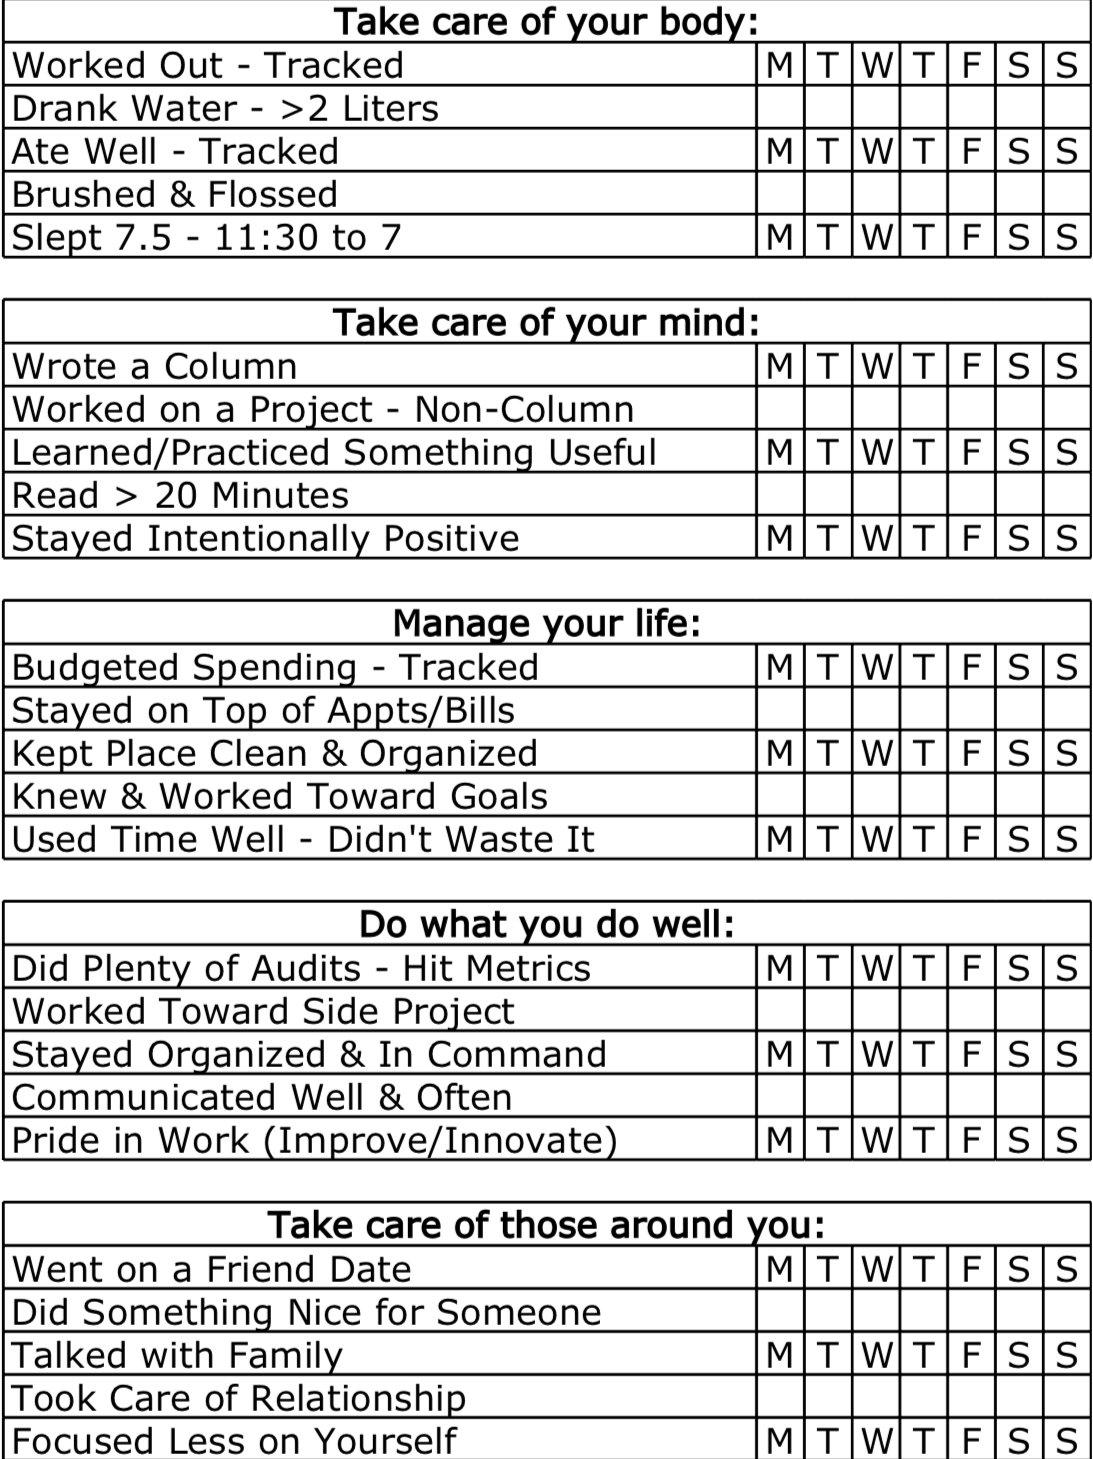 Take care of your body:
Worked Out - Tracked M T W T F S S
Drank Water - >2 Liters
Ate Well - Tracked M T W T F S S
Brushed & Flossed
Slept 7.5 - 11:30 to 7 M T W T F S S
Take care of your mind:
Wrote a Column M T W T F S S
Worked on a Project - Non-Column
Learned/Practiced Something Useful M T W T F S S
Read > 20 Minutes
Stayed Intentionally Positive M T W T F S S
Manage your life:
Budgeted Spending - Tracked M T W T F S S
Stayed on Top of Appts/Bills
Kept Place Clean & Organized M T W T F S S
Knew & Worked Toward Goals
Used Time Well - Didn't Waste It M T W T F S S
Do what you do well:
Did Plenty of Audits - Hit Metrics M T W T F S S
Worked Toward Side Project
Stayed Organized & In Command M T W T F S S
Communicated Well & Often
Pride in Work (Improve/Innovate) M T W T F S S
Take care of those around you:
Went on a Friend Date M T W T F S S
Did Something Nice for Someone
Talked with Family M T W T F S S
Took Care of Relationship
Focused Less on Yourself M T W T F S S